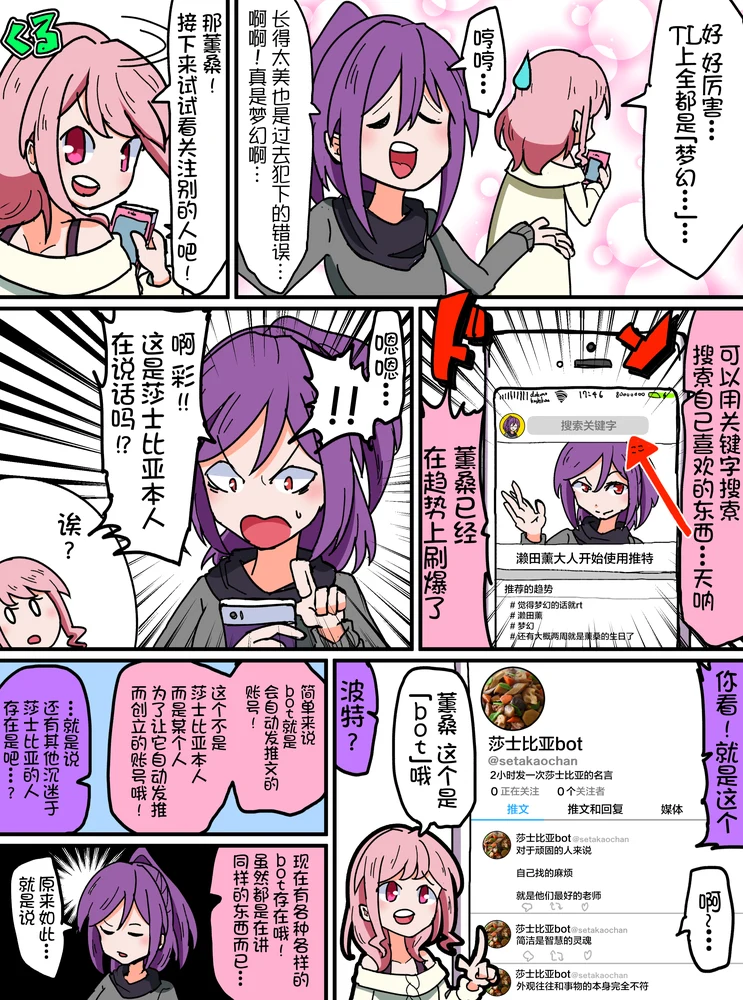 好 好厉害…
TL上全都是「梦幻
…」…
哼哼…
长得太美也是过去犯下的错误…
啊啊！真是梦幻啊…
那薰桑！
接下来试试看关注别的人吧！
くる
可以用关键字搜索
搜索自己喜欢的东西…天呐
17:46
搜索关键字
濑田薰大人开始使用推特
推荐的趋势
# 觉得梦幻的话就rt
# 濑田薰
# 梦幻
# 还有大概两周就是薰桑的生日了
薰桑已经
在趋势上刷爆了
嗯嗯…
!!
啊 彩!!
这是莎士比亚本人
在说话吗!?
诶？
你看！就是这个
莎士比亚bot
@setakaochan
2小时发一次莎士比亚的名言
0 正在关注 0个关注者
推文 推文和回复 媒体
莎士比亚bot@setakaochan
对于顽固的人来说
自己找的麻烦
就是他们最好的老师
莎士比亚bot@setakaochan
简洁是智慧的灵魂
莎士比亚bot@setakaochan
外观往往和事物的本身完全不符
啊~…
薰桑 这个是
「bot」哦
波特？
简单来说
bot就是
会自动发推文的
账号！
这个不是
莎士比亚本人
而是某个人
为了让它自动发推
而创立的账号哦！
…就是说
还有其他沉迷于
莎士比亚的人
存在是吧…？
现在有各种各样的
bot存在哦！
虽然都是在讲
同样的东西而已…
原来如此…
就是说